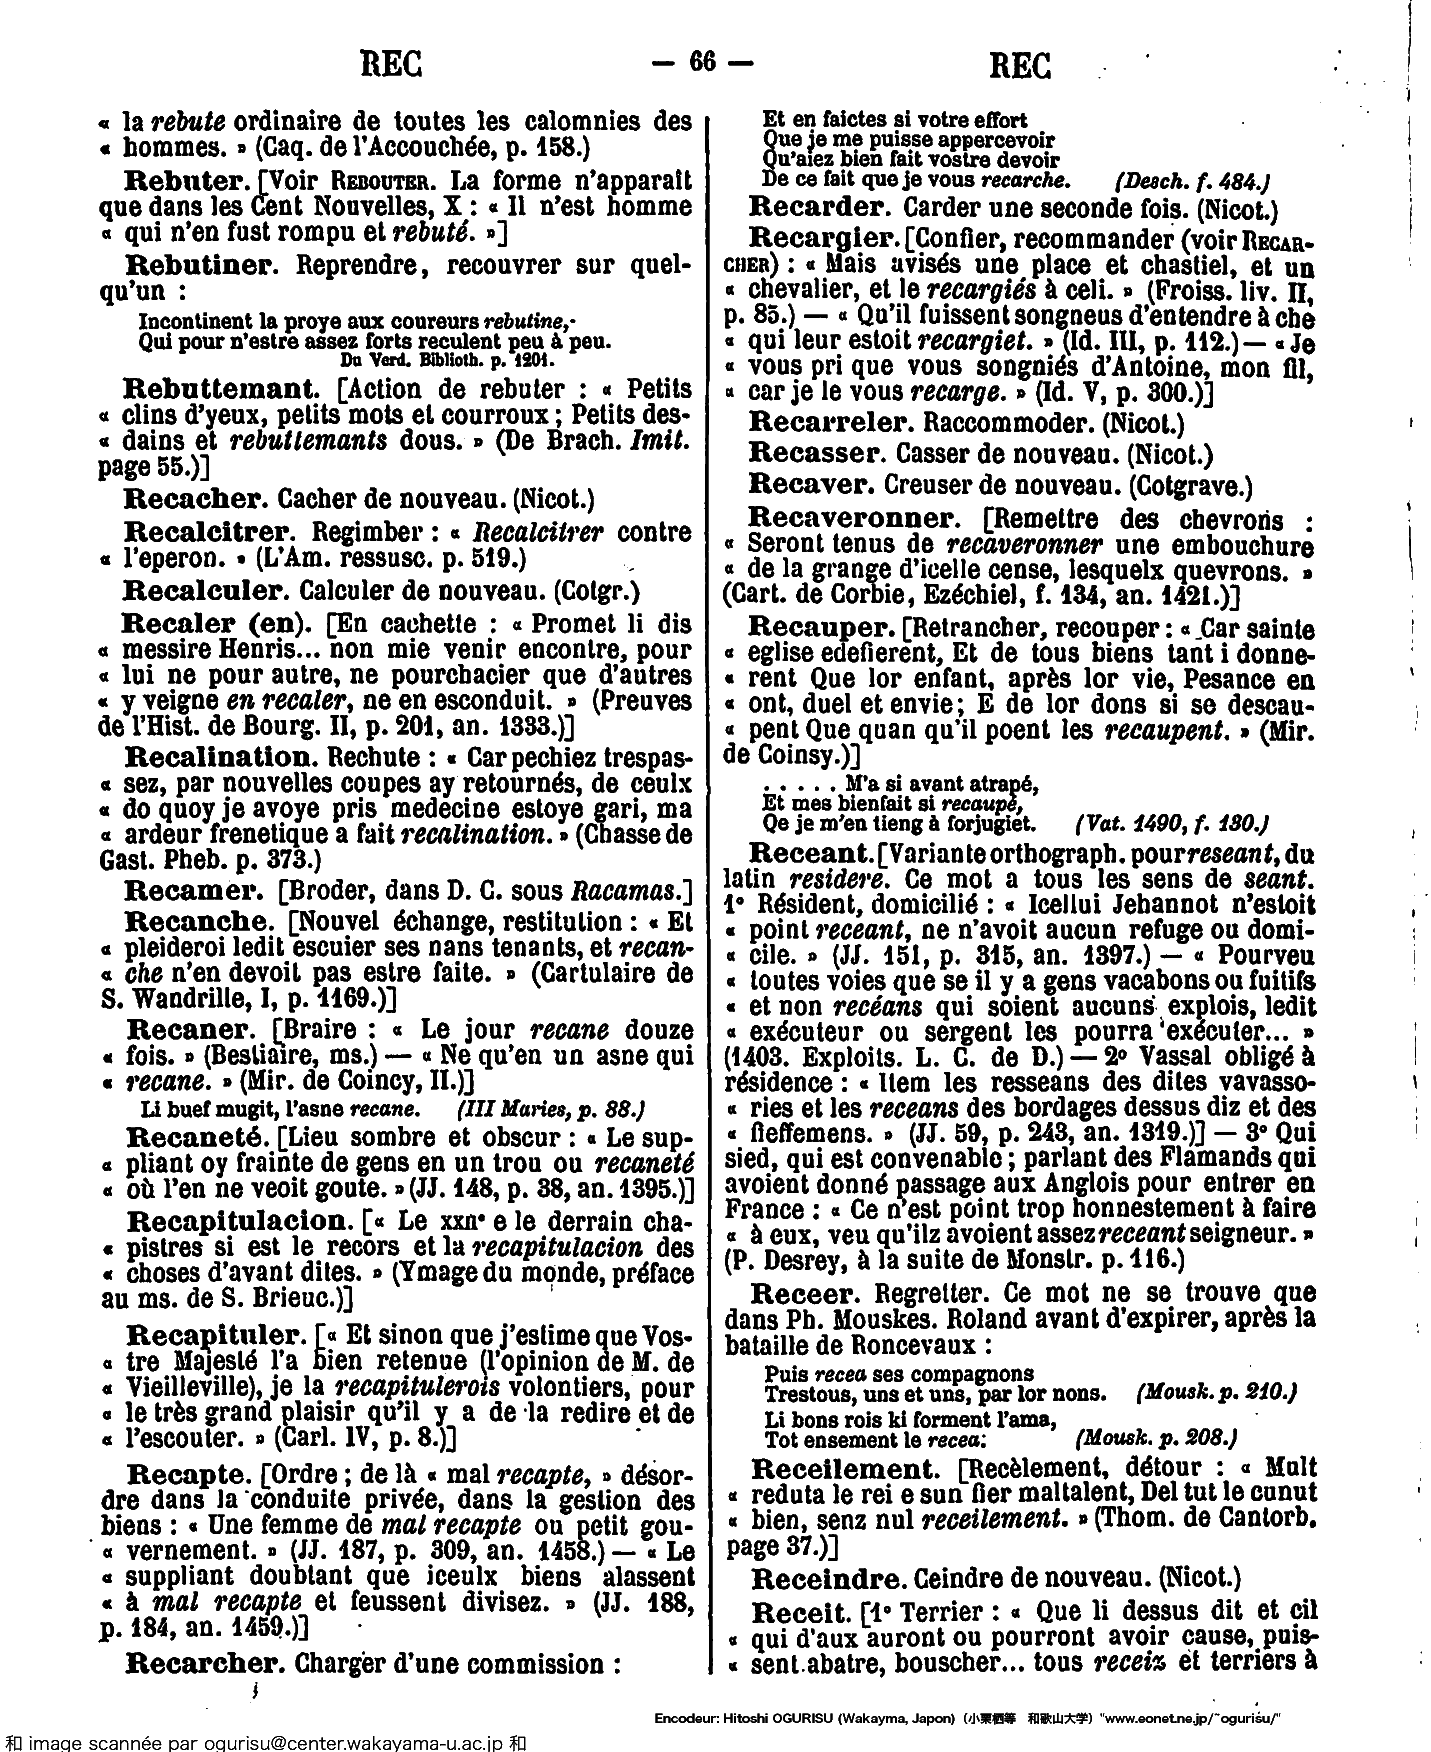 REC — 66 — REC
« la rebute ordinaire de toutes les calomnies des
« hommes. » (Caq. de l'Accouchée, p. 158.)
Rebuter. [Voir REBOUTER. La forme n'apparaît
que dans les Cent Nouvelles, X : « Il n'est homme
« qui n'en fust rompu et rebuté. »]
Rebutiner. Reprendre, recouvrer sur quel-
qu'un :
Incontinent la proye aux coureurs rebutine,
Qui pour n'estre assez forts reculent peu à peu.
Du Verd. Biblioth. p. 1201.
Rebuttemant. [Action de rebuter : « Petits
« clins d'yeux, petits mots et courroux ; Petits des-
« dains et rebuttemants dous. » (De Brach. Imit.
page 55.)]
Recacher. Cacher de nouveau. (Nicot.)
Recalcitrer. Regimber : « Recalcitrer contre
« l'eperon. » (L'Am. ressusc. p. 519.)
Recalculer. Calculer de nouveau. (Cotgr.)
Recaler (en). [En cachette : « Promet li dis
« messire Henris... non mie venir encontre, pour
« lui ne pour autre, ne pourchacier que d'autres
« y veigne en recaler, ne en esconduit. » (Preuves
de l'Hist. de Bourg. II, p. 201, an. 1333.)]
Recalination. Rechute : « Car pechiez trespas-
« sez, par nouvelles coupes ay retournés, de ceulx
« do quoy je avoye pris medecine estoye gari, ma
« ardeur frenetique a fait recalination. » (Chasse de
Gast. Pheb. p. 373.)
Recamer. [Broder, dans D. C. sous Racamas.]
Recanche. [Nouvel échange, restitution : « Et
« pleideroi ledit escuier ses nans tenants, et recan-
« che n'en devoit pas estre faite. » (Cartulaire de
S. Wandrille, I, p. 1169.)]
Recaner. [Braire : « Le jour recane douze
« fois. » (Bestiaire, ms.) — « Ne qu'en un asne qui
« recane. » (Mir. de Coincy, II.)]
Li buef mugit, l'asne recane. (III Maries, p. 88.)
Recaneté. [Lieu sombre et obscur : « Le sup-
« pliant oy frainte de gens en un trou ou recaneté
« où l'en ne veoit goute. » (JJ. 148, p. 38, an. 1395.)]
Recapitulacion. [« Le XXIIe e le derrain cha-
« pistres si est le recors et la recapitulacion des
« choses d'avant dites. » (Ymage du monde, préface
au ms. de S. Brieuc.)]
Recapituler. [« Et sinon que j'estime que Vos-
« tre Majesté l'a bien retenue (l'opinion de M. de
« Vieilleville), je la recapitulerois volontiers, pour
« le très grand plaisir qu'il y a de la redire et de
« l'escouter. » (Carl. IV, p. 8.)]
Recapte. [Ordre ; de là « mal recapte, » désor-
dre dans la conduite privée, dans la gestion des
biens : « Une femme de mal recapte ou petit gou-
« vernement. » (JJ. 187, p. 309, an. 1458.) — « Le
« suppliant doubtant que iceulx biens alassent
« à mal recapte et feussent divisez. » (JJ. 188,
p. 184, an. 1459.)]
Recarcher. Charger d'une commission :
Et en faictes si votre effort
Que je me puisse appercevoir
Qu'aiez bien fait vostre devoir
De ce fait que je vous recarche. (Desch. f. 484.)
Recarder. Carder une seconde fois. (Nicot.)
Recargier. [Confier, recommander (voir RECAR-
CHER) : « Mais avisés une place et chastiel, et un
« chevalier, et le recargiés à celi. » (Froiss. liv. II,
p. 85.) — « Qu'il fuissent songneus d'entendre à che
« qui leur estoit recargiet. » (Id. III, p. 112.) — « Je
« vous pri que vous songniés d'Antoine, mon fil,
« car je le vous recarge. » (Id. V, p. 300.)]
Recarreler. Raccommoder. (Nicot.)
Recasser. Casser de nouveau. (Nicot.)
Recaver. Creuser de nouveau. (Cotgrave.)
Recaveronner. [Remettre des chevrons :
« Seront tenus de recaveronner une embouchure
« de la grange d'icelle cense, lesquelx quevrons. »
(Cart. de Corbie, Ezéchiel, f. 134, an. 1421.)]
Recauper. [Retrancher, recouper : « Car sainte
« eglise edefierent, Et de tous biens tant i donne-
« rent Que lor enfant, après lor vie, Pesance en
« ont, duel et envie ; E de lor dons si se descau-
« pent Que quan qu'il poent les recaupent. » (Mir.
de Coinsy.)]
. . . . . M'a si avant atrapé,
Et mes bienfait si recaupé,
Qe je m'en tieng à forjugiet. (Vat. 1490, f. 130.)
Receant. [Variante orthograph. pour reseant, du
latin residere. Ce mot a tous les sens de seant.
1° Résident, domicilié : « Icellui Jehannot n'estoit
« point receant, ne n'avoit aucun refuge ou domi-
« cile. » (JJ. 151, p. 315, an. 1397.) — « Pourveu
« toutes voies que se il y a gens vacabons ou fuitifs
« et non recéans qui soient aucuns explois, ledit
« exécuteur ou sergent les pourra exécuter... »
(1403. Exploits. L. C. de D.) — 2° Vassal obligé à
résidence : « Item les resseans des dites vavasso-
« ries et les receans des bordages dessus diz et des
« fieffemens. » (JJ. 59, p. 243, an. 1319.)] — 3° Qui
sied, qui est convenable ; parlant des Flamands qui
avoient donné passage aux Anglois pour entrer en
France : « Ce n'est point trop honnestement à faire
« à eux, veu qu'ilz avoient assez receant seigneur. »
(P. Desrey, à la suite de Monstr. p. 116.)
Receer. Regretter. Ce mot ne se trouve que
dans Ph. Mouskes. Roland avant d'expirer, après la
bataille de Roncevaux :
Puis recea ses compagnons
Trestous, uns et uns, par lor nons. (Mousk. p. 210.)
Li bons rois ki forment l'ama,
Tot ensement le recea. (Mousk. p. 208.)
Receilement. [Recèlement, détour : « Mult
« reduta le rei e sun fier maltalent, Del tut le cunut
« bien, senz nul receilement. » (Thom. de Cantorb.
page 37.)]
Receindre. Ceindre de nouveau. (Nicot.)
Receit. [1° Terrier : « Que li dessus dit et cil
« qui d'aux auront ou pourront avoir cause, puis-
« sent abatre, bouscher... tous receiz et terriers à
Encodeur: Hitoshi OGURISU (Wakayma, Japon) (小栗栖等 和歌山大学) "www.eonet.ne.jp/~ogurisu/"
和 image scannée par ogurisu@center.wakayama-u.ac.jp 和